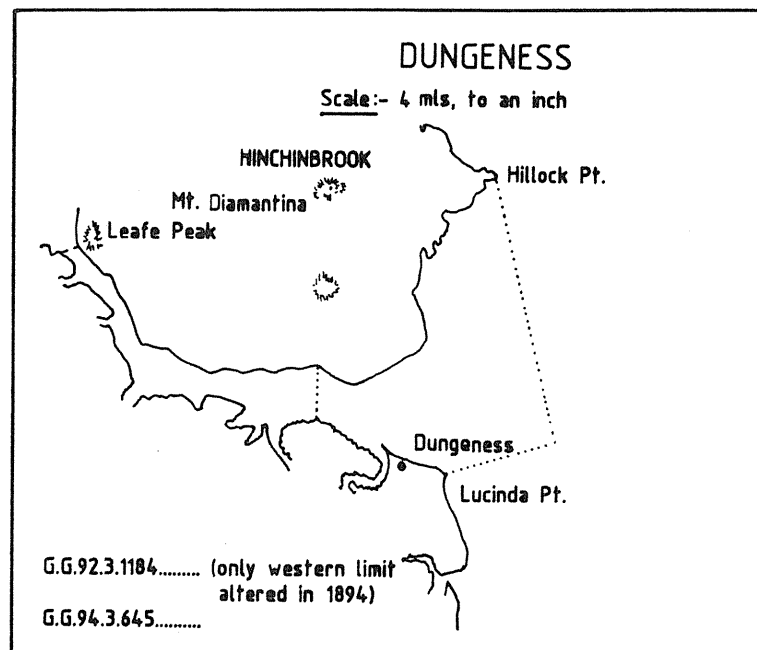 DUNGENESS
Scale:- 4 mls, to an inch
HINCHINBROOK
Hillock Pt.
Mt. Diamantina
Leafe Peak
Dungeness
Lucinda Pt.
G.G.92.3.1184......... (only western limit
altered in 1894)
G.G.94.3.645..........